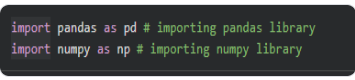 import pandas as pd # importing pandas library
import numpy as np # importing numpy library